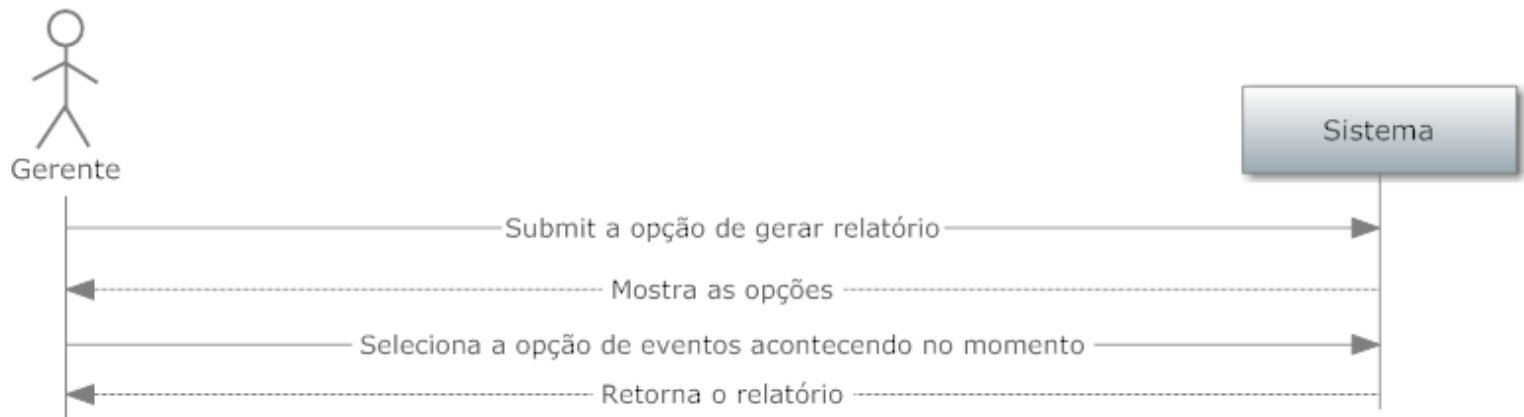 Sistema
Gerente
Submit a opção de gerar relatório
Mostra as opções
Seleciona a opção de eventos acontecendo no momento
Retorna o relatório